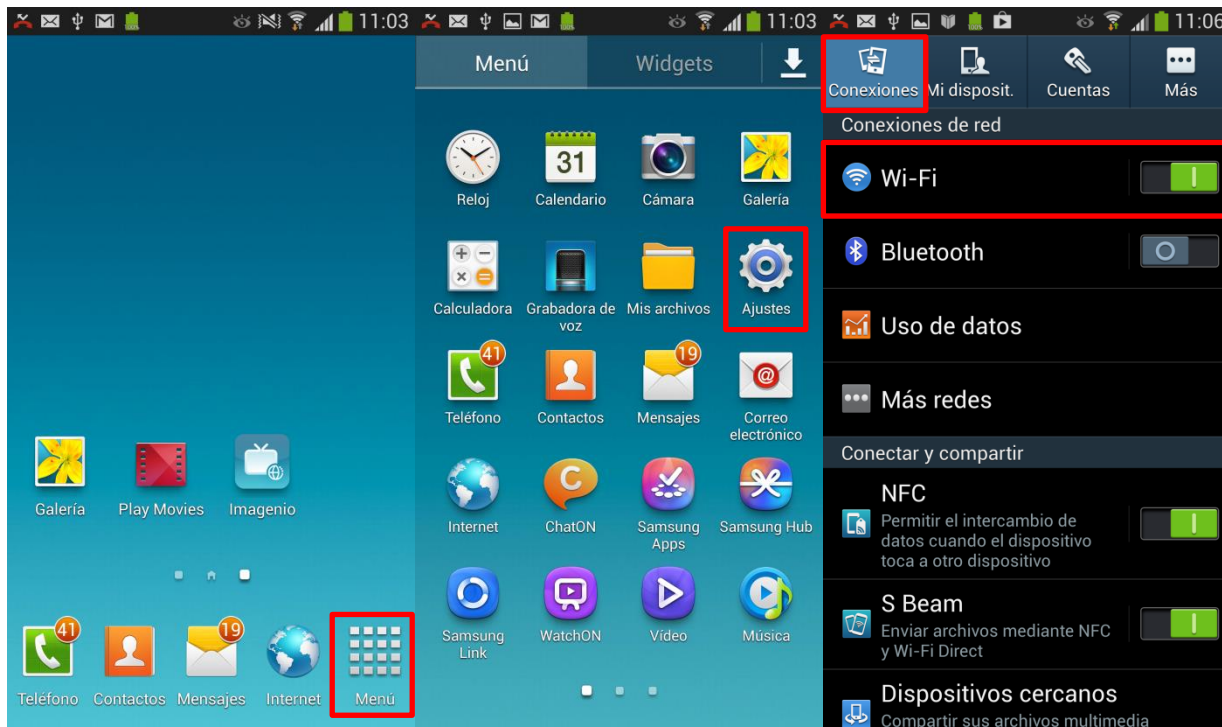 11:03
Galería Play Movies Imagenio
41 19
Teléfono Contactos Mensajes Internet Menú
11:03
Menú Widgets
31
Reloj Calendario Cámara Galería
Calculadora Grabadora de voz Mis archivos Ajustes
41 19
@
Teléfono Contactos Mensajes Correo electrónico
C
Internet ChatON Samsung Apps Samsung Hub
Samsung Link WatchON Vídeo Música
11:06
Conexiones Mi disposit. Cuentas Más
Conexiones de red
Wi-Fi
Bluetooth
Uso de datos
Más redes
Conectar y compartir
NFC
Permitir el intercambio de
datos cuando el dispositivo
toca a otro dispositivo
S Beam
Enviar archivos mediante NFC
y Wi-Fi Direct
Dispositivos cercanos
Compartir sus archivos multimedia